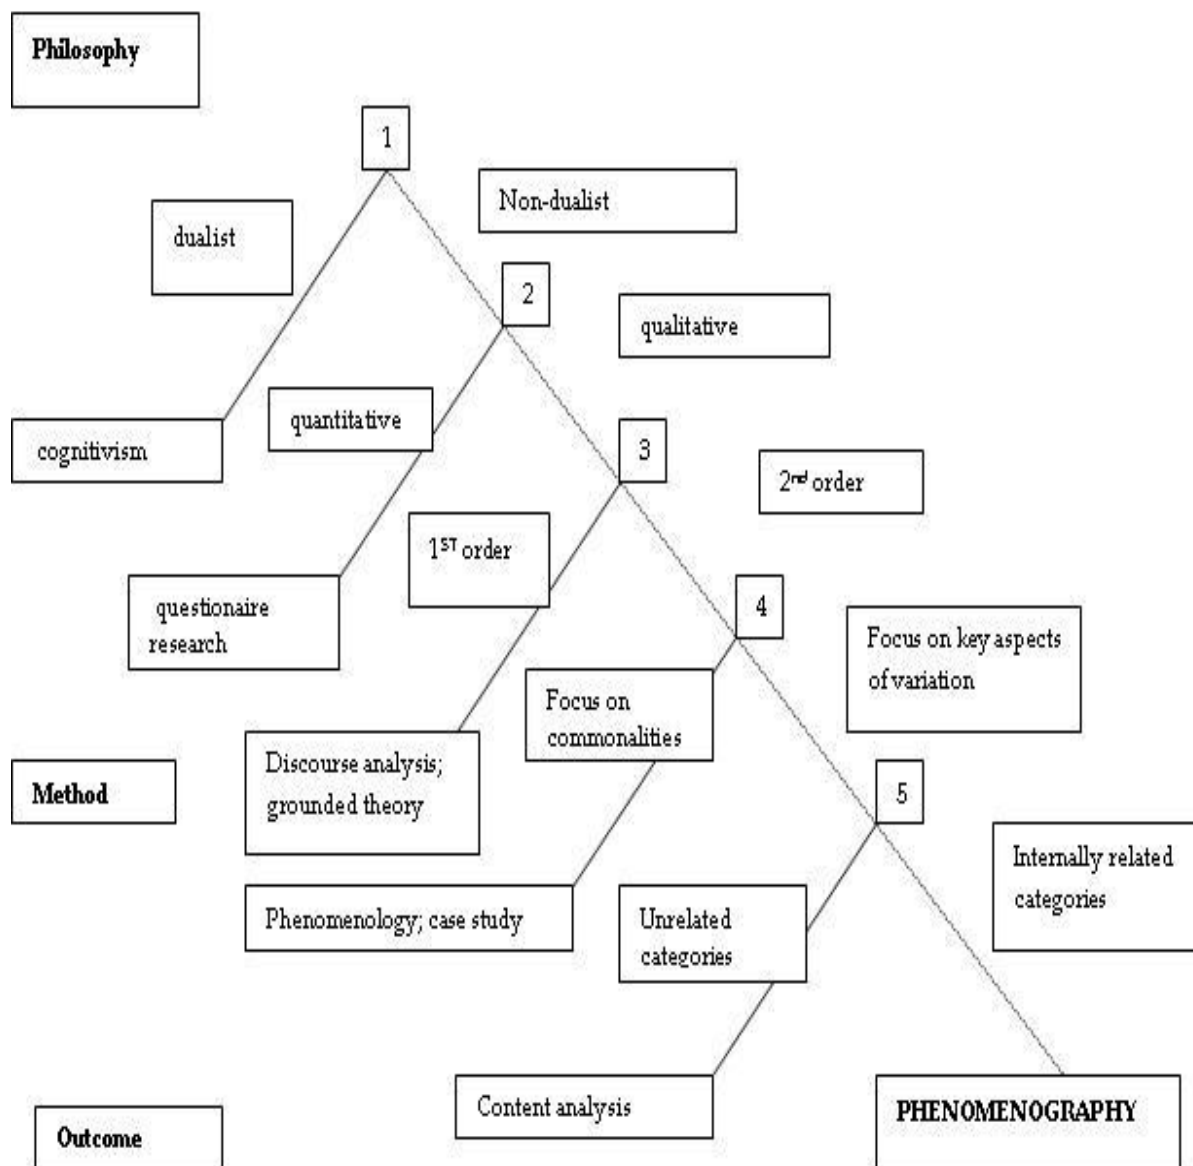 Philosophy
1
Non-dualist
dualist
2
qualitative
quantitative
cognitivism
3
2nd order
1ST order
4
questionaire
research
Focus on key aspects
of variation
Focus on
commonalities
Discourse analysis;
grounded theory
Method
5
Internally related
categories
Phenomenology; case study
Unrelated
categories
Content analysis
PHENOMENOGRAPHY
Outcome